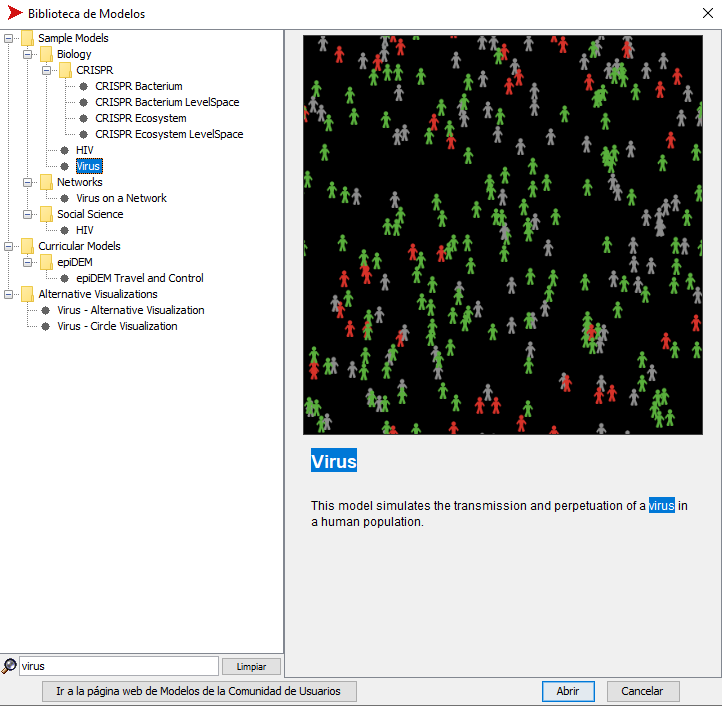 Biblioteca de Modelos
Sample Models
Biology
CRISPR
CRISPR Bacterium
CRISPR Bacterium LevelSpace
CRISPR Ecosystem
CRISPR Ecosystem LevelSpace
HIV
Virus
Networks
Virus on a Network
Social Science
HIV
Curricular Models
epiDEM
epiDEM Travel and Control
Alternative Visualizations
Virus - Alternative Visualization
Virus - Circle Visualization
Virus
This model simulates the transmission and perpetuation of a virus in
a human population.
virus
Limpiar
Ir a la página web de Modelos de la Comunidad de Usuarios
Abrir
Cancelar